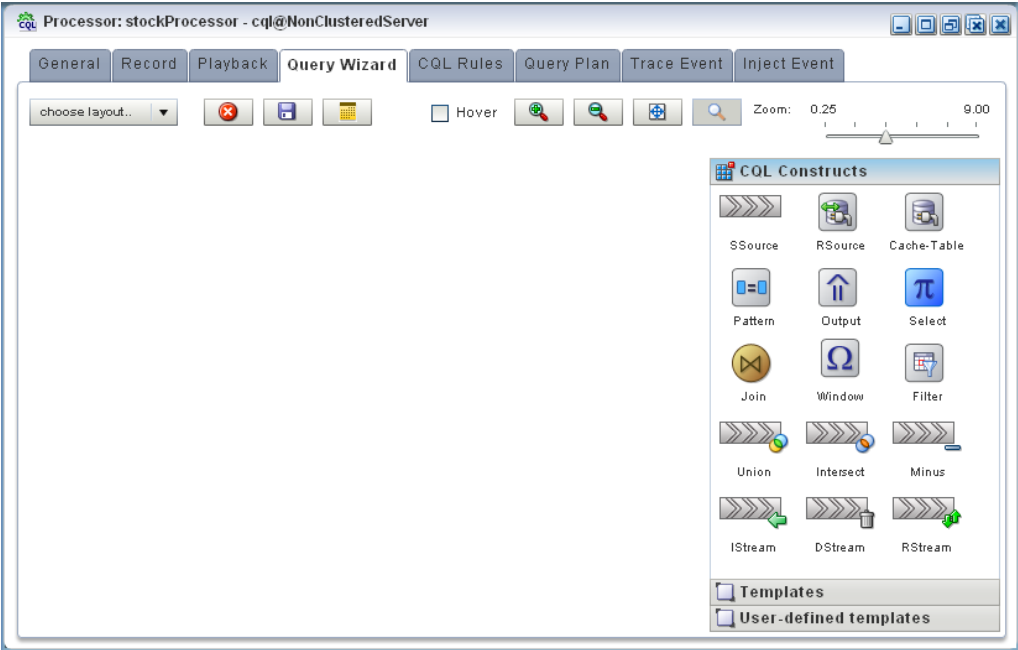 CQL Processor: stockProcessor - cql@NonClusteredServer
General Record Playback Query Wizard CQL Rules Query Plan Trace Event Inject Event
choose layout.. Hover Zoom: 0.25 9.00
CQL Constructs
SSource RSource Cache-Table
π
Pattern Output Select
Ω
Join Window Filter
Union Intersect Minus
IStream DStream RStream
Templates
User-defined templates